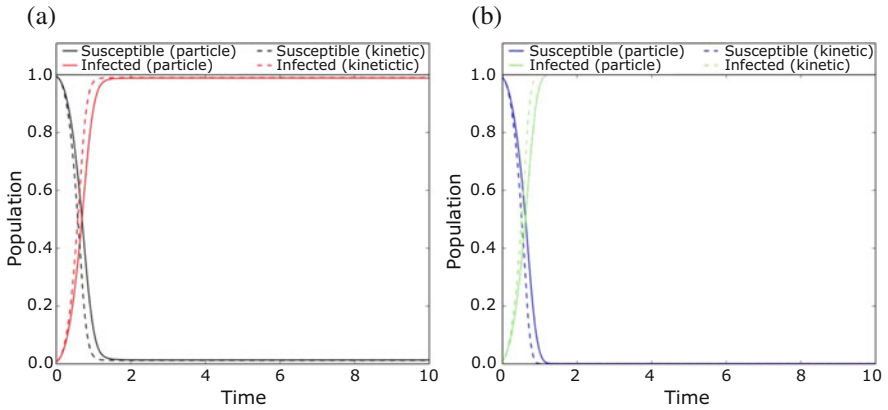 (a)
Susceptible (particle) Susceptible (kinetic)
Infected (particle) Infected (kinetictic)
1.0
0.8
0.6
0.4
0.2
0.0
Population
0 2 4 6 8 10
Time
(b)
Susceptible (particle) Susceptible (kinetic)
Infected (particle) Infected (kinetic)
1.0
0.8
0.6
0.4
0.2
0.0
Population
0 2 4 6 8 10
Time